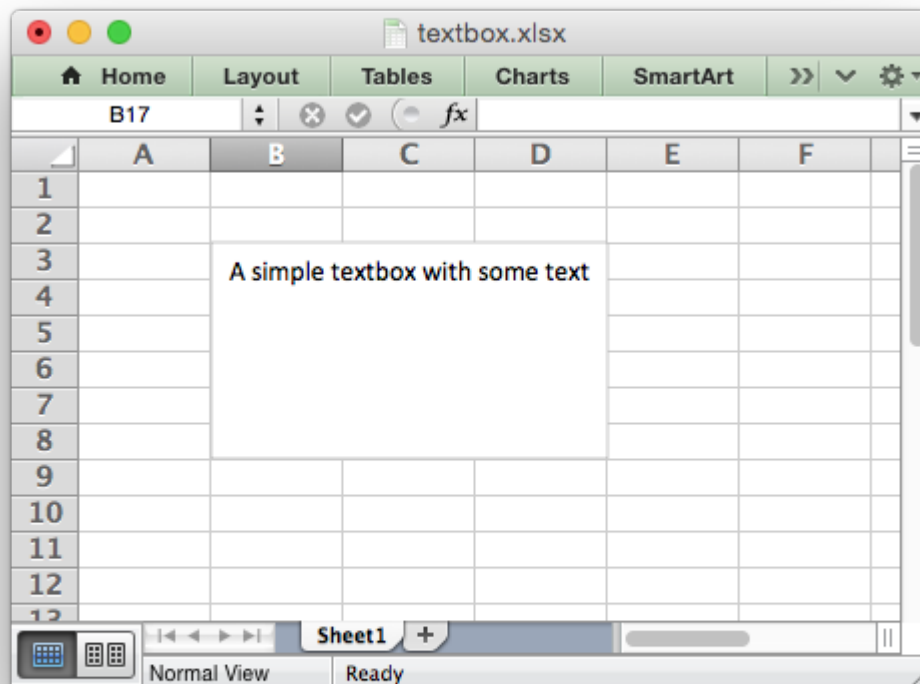 textbox.xlsx
Home Layout Tables Charts SmartArt
B17 fx
A B C D E F
1
2
3
A simple textbox with some text
4
5
6
7
8
9
10
11
12
13
Sheet1 +
Normal View Ready